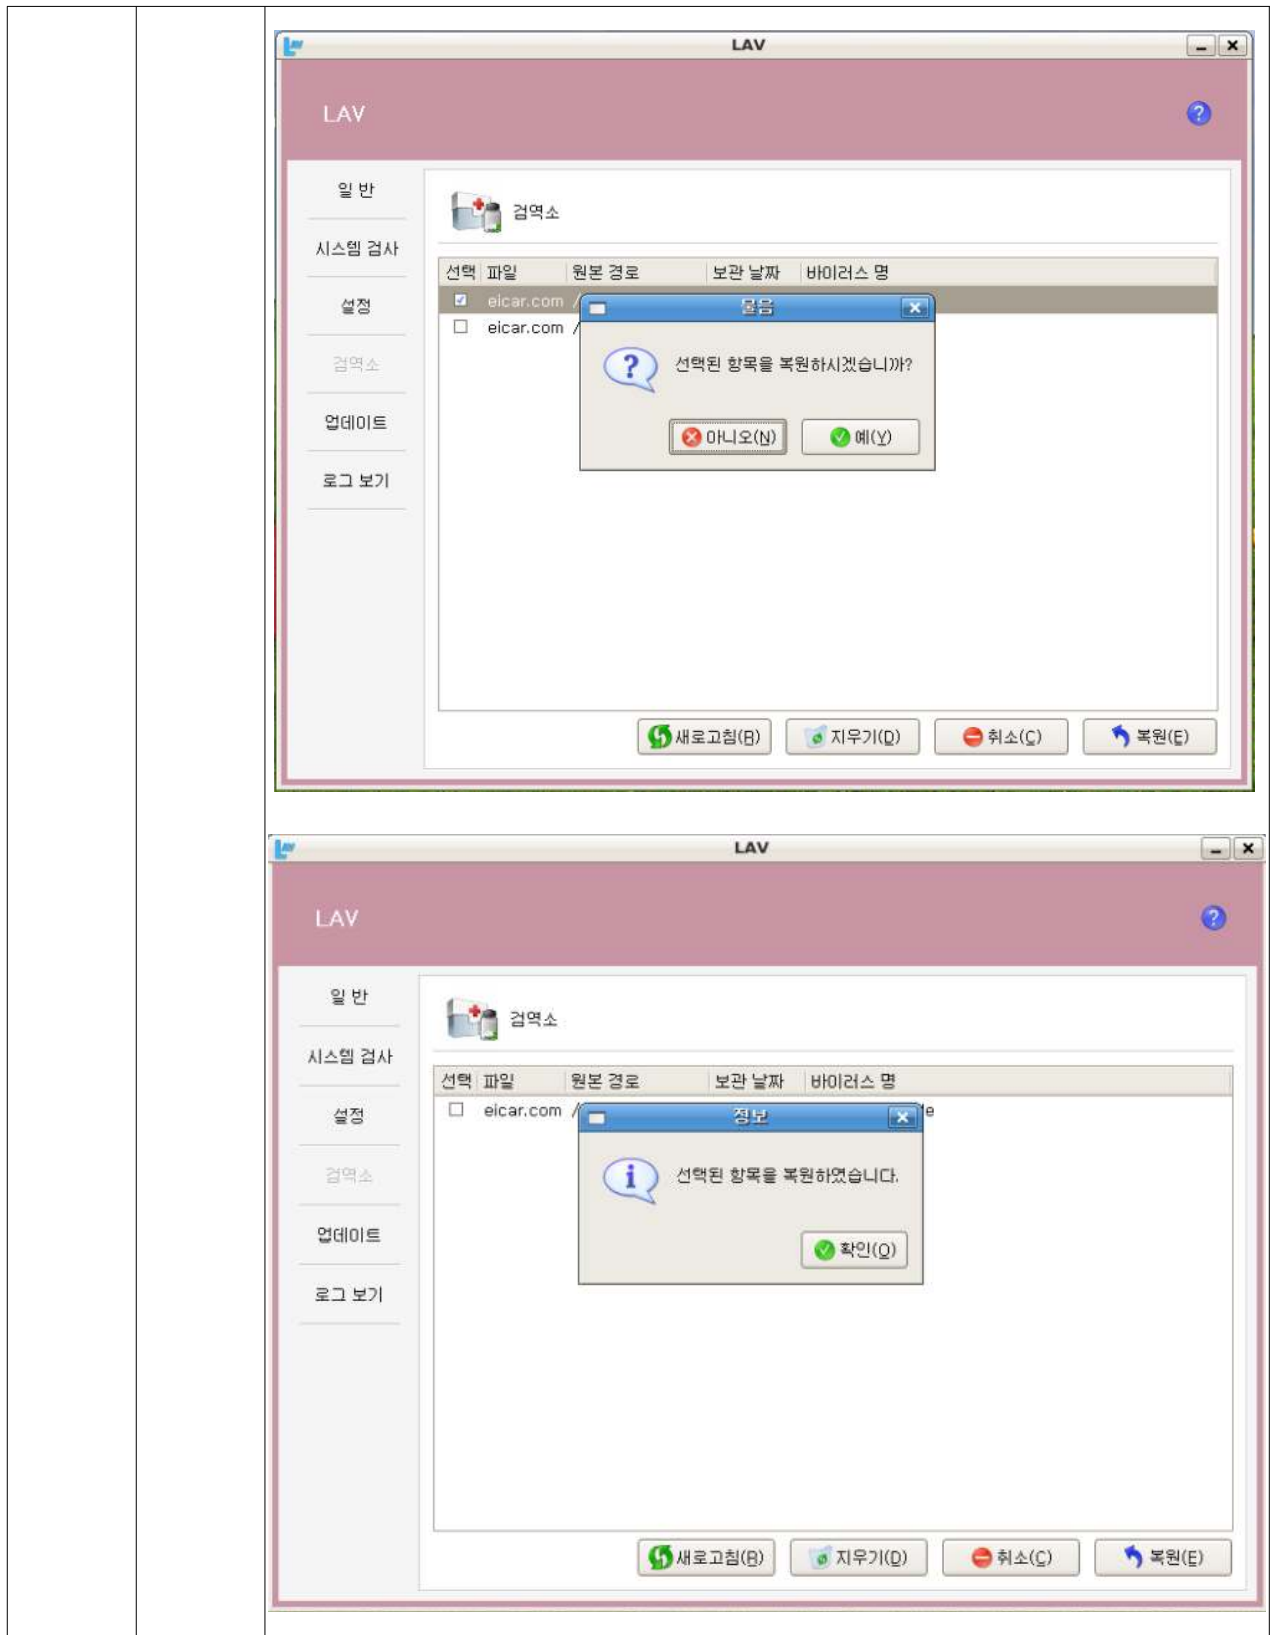 LAV
LAV
일 반
시스템 검사
설정
검역소
업데이트
로그 보기
검역소
선택 파일 원본 경로 보관 날짜 바이러스 명
eicar.com /
eicar.com /
물음
선택된 항목을 복원하시겠습니까?
아니오(N) 예(Y)
새로고침(R) 지우기(D) 취소(C) 복원(E)
LAV
LAV
일 반
시스템 검사
설정
검역소
업데이트
로그 보기
검역소
선택 파일 원본 경로 보관 날짜 바이러스 명
eicar.com /
정보
선택된 항목을 복원하였습니다.
확인(O)
새로고침(R) 지우기(D) 취소(C) 복원(E)